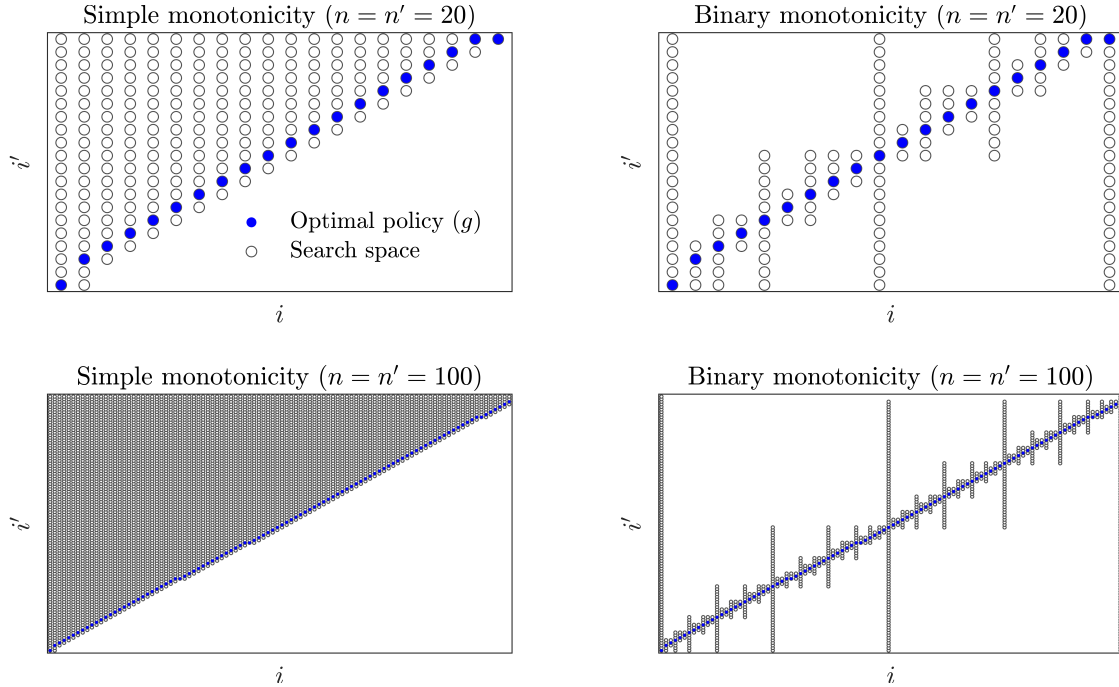 Simple monotonicity (n = n′ = 20)
Binary monotonicity (n = n′ = 20)
i′
Optimal policy (g)
Search space
i
i′
i
Simple monotonicity (n = n′ = 100)
Binary monotonicity (n = n′ = 100)
i′
i
i′
i